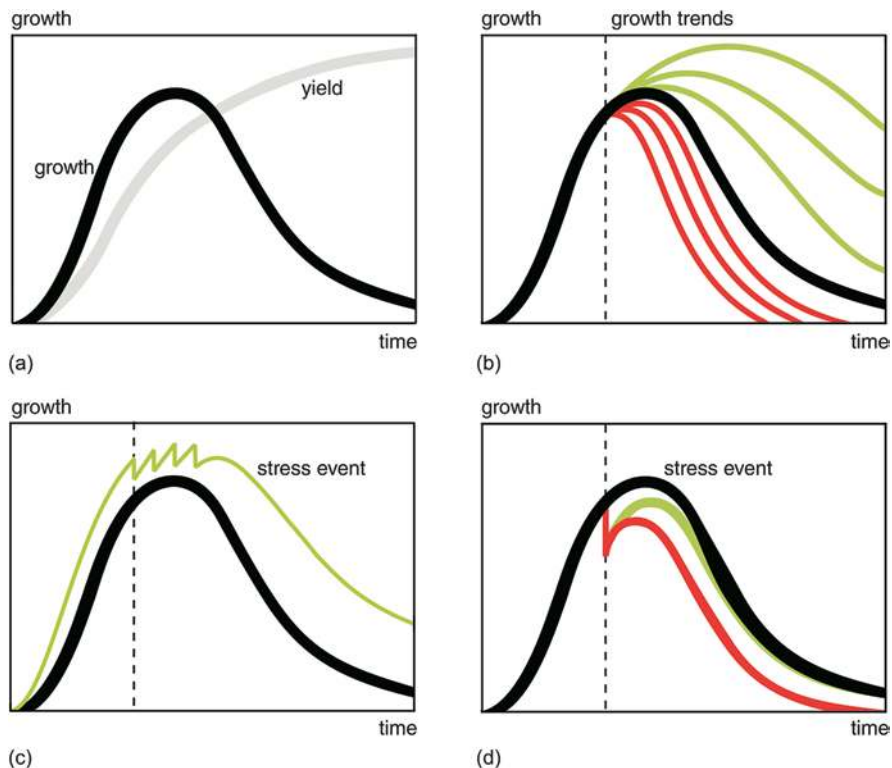 growth
yield
growth
time
(a)
growth growth trends
time
(b)
growth
stress event
time
(c)
growth
stress event
time
(d)